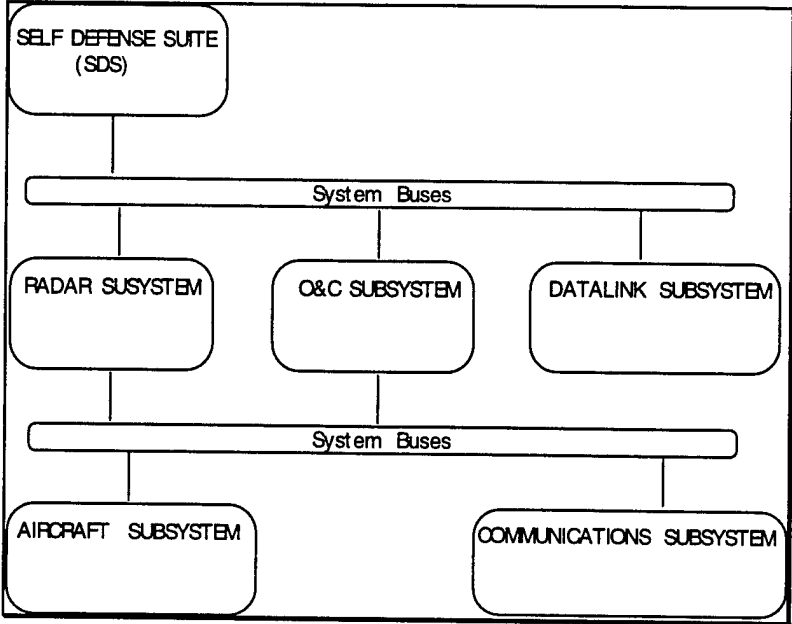 SELF DEFENSE SUITE
(SDS)
System Buses
RADAR SUSYSTEM
O&C SUBSYSTEM
DATALINK SUBSYSTEM
System Buses
AIRCRAFT SUBSYSTEM
COMMUNICATIONS SUBSYSTEM